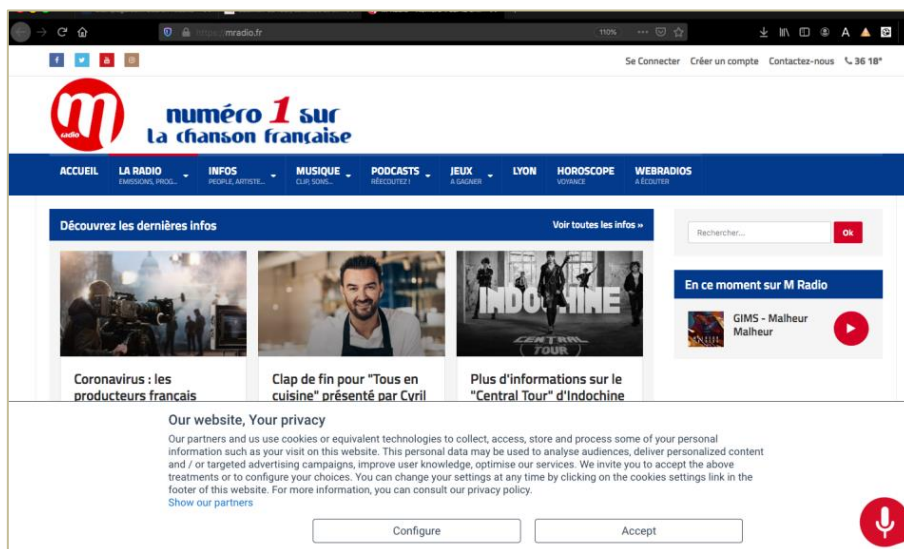 https://mradio.fr
110%
Se Connecter Créer un compte Contactez-nous 36 18*
m
radio
numéro 1 sur
la chanson française
ACCUEIL LA RADIO INFOS MUSIQUE PODCASTS JEUX LYON HOROSCOPE WEBRADIOS
EMISSIONS, PROG... PEOPLE, ARTISTE... CLIP, SONS... RÉECOUTEZ ! A GAGNER VOYANCE A ÉCOUTER
Découvrez les dernières infos Voir toutes les infos »
Rechercher... Ok
En ce moment sur M Radio
GIMS - Malheur
Malheur
INDOCHINE
CENTRAL
TOUR
Coronavirus : les
producteurs français
Clap de fin pour "Tous en
cuisine" présenté par Cyril
Plus d'informations sur le
"Central Tour" d'Indochine
Our website, Your privacy
Our partners and us use cookies or equivalent technologies to collect, access, store and process some of your personal
information such as your visit on this website. This personal data may be used to analyse audiences, deliver personalized content
and / or targeted advertising campaigns, improve user knowledge, optimise our services. We invite you to accept the above
treatments or to configure your choices. You can change your settings at any time by clicking on the cookies settings link in the
footer of this website. For more information, you can consult our privacy policy.
Show our partners
Configure Accept